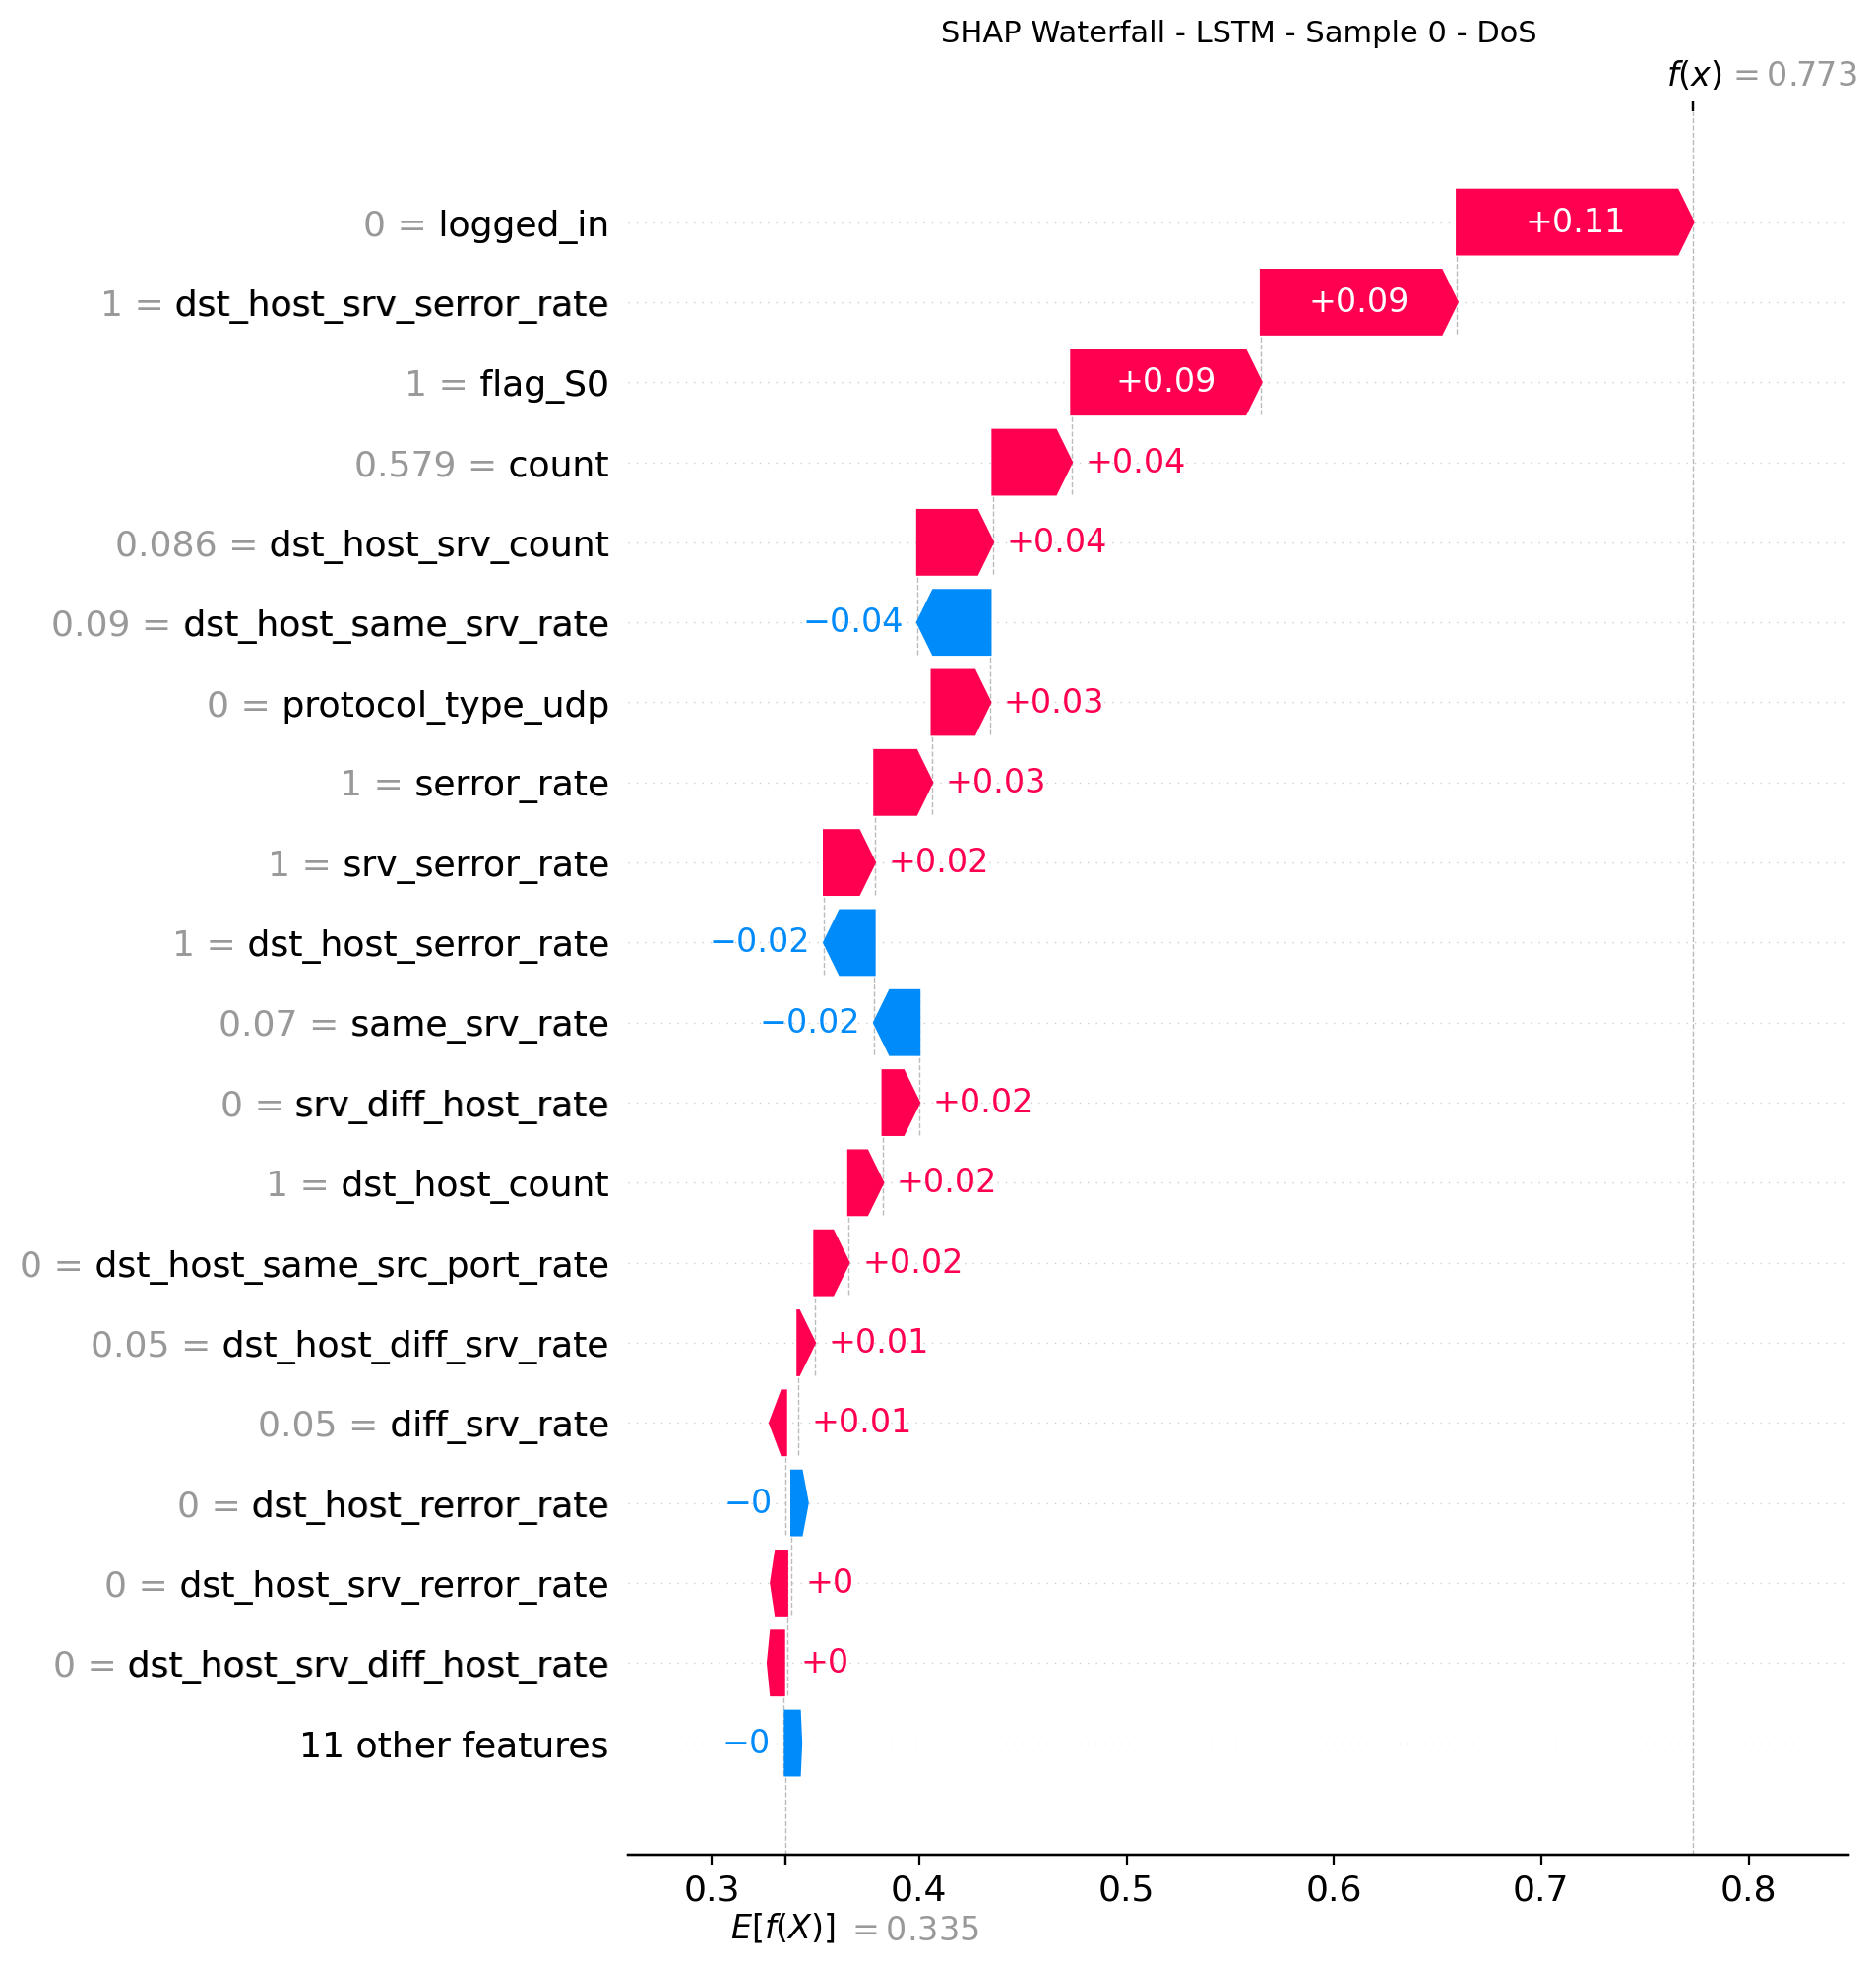 SHAP Waterfall - LSTM - Sample 0 - DoS
f(x) = 0.773
0 = logged_in +0.11
1 = dst_host_srv_serror_rate +0.09
1 = flag_S0 +0.09
0.579 = count +0.04
0.086 = dst_host_srv_count +0.04
0.09 = dst_host_same_srv_rate −0.04
0 = protocol_type_udp +0.03
1 = serror_rate +0.03
1 = srv_serror_rate +0.02
1 = dst_host_serror_rate −0.02
0.07 = same_srv_rate −0.02
0 = srv_diff_host_rate +0.02
1 = dst_host_count +0.02
0 = dst_host_same_src_port_rate +0.02
0.05 = dst_host_diff_srv_rate +0.01
0.05 = diff_srv_rate +0.01
0 = dst_host_rerror_rate −0
0 = dst_host_srv_rerror_rate +0
0 = dst_host_srv_diff_host_rate +0
11 other features −0
0.3 0.4 0.5 0.6 0.7 0.8
E[f(X)] = 0.335